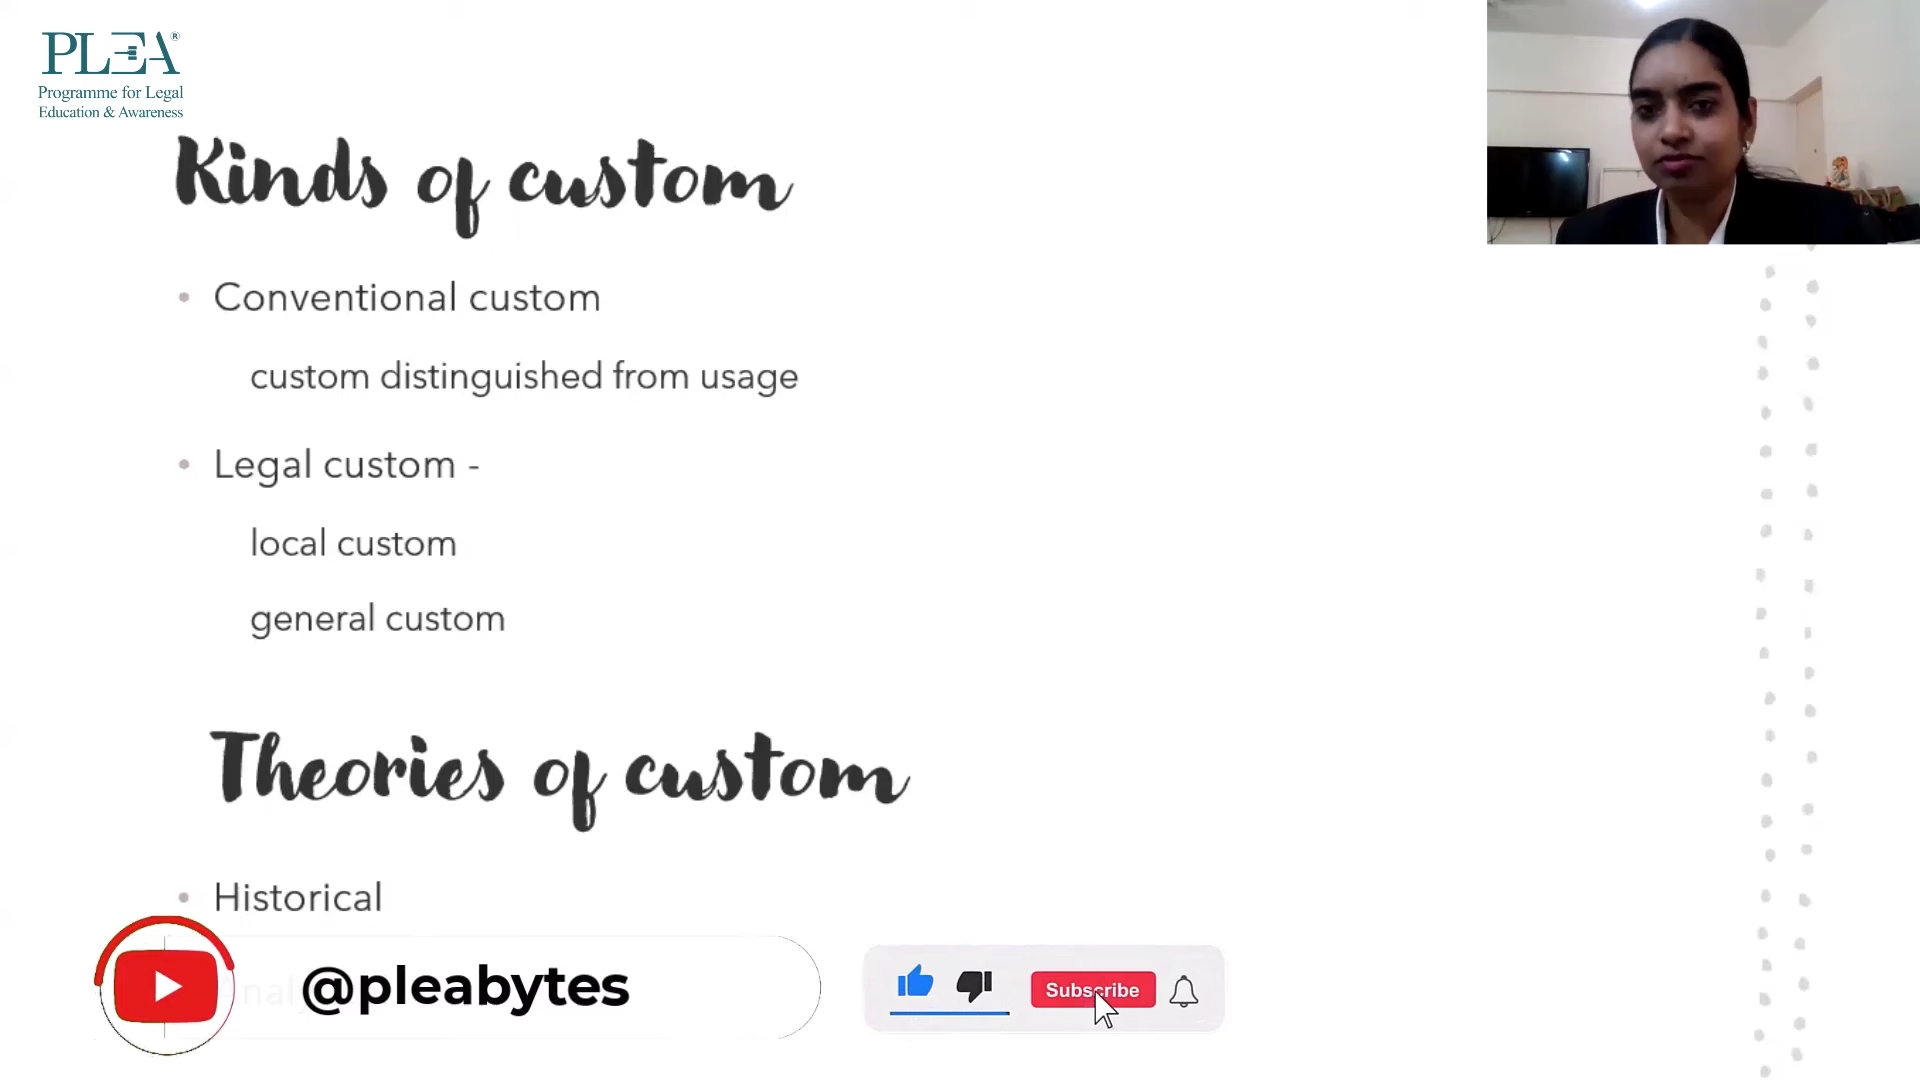 PLEA®
Programme for Legal
Education & Awareness
Kinds of custom
• Conventional custom
custom distinguished from usage
• Legal custom -
local custom
general custom
Theories of custom
• Historical
@pleabytes
Subscribe